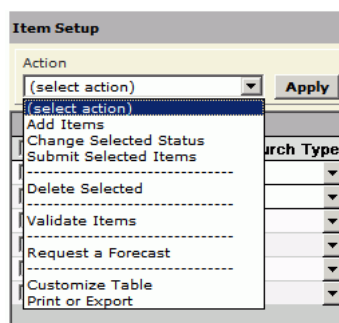 Item Setup
Action
(select action)
Apply
(select action)
Add Items
Change Selected Status
Submit Selected Items
--------------------------
Delete Selected
--------------------------
Validate Items
--------------------------
Request a Forecast
--------------------------
Customize Table
Print or Export
urch Type